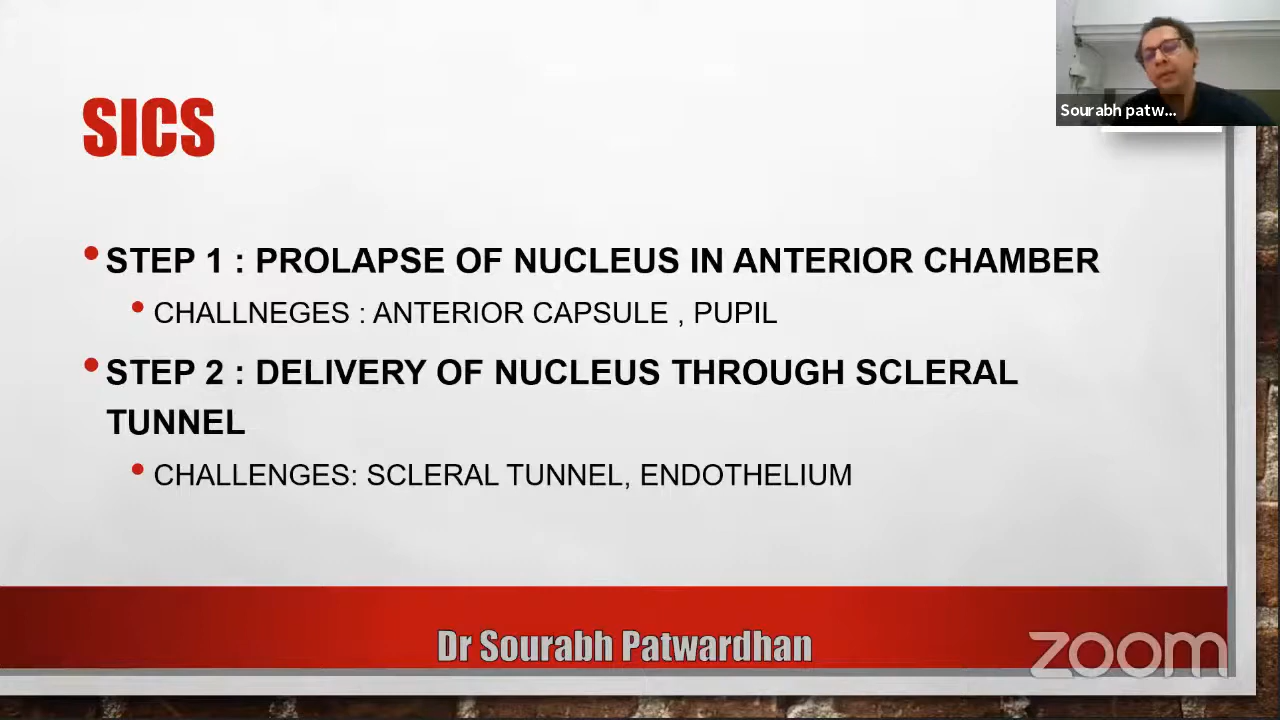 Sourabh patw...
SICS
• STEP 1 : PROLAPSE OF NUCLEUS IN ANTERIOR CHAMBER
• CHALLNEGES : ANTERIOR CAPSULE , PUPIL
• STEP 2 : DELIVERY OF NUCLEUS THROUGH SCLERAL
TUNNEL
• CHALLENGES: SCLERAL TUNNEL, ENDOTHELIUM
Dr Sourabh Patwardhan
zoom